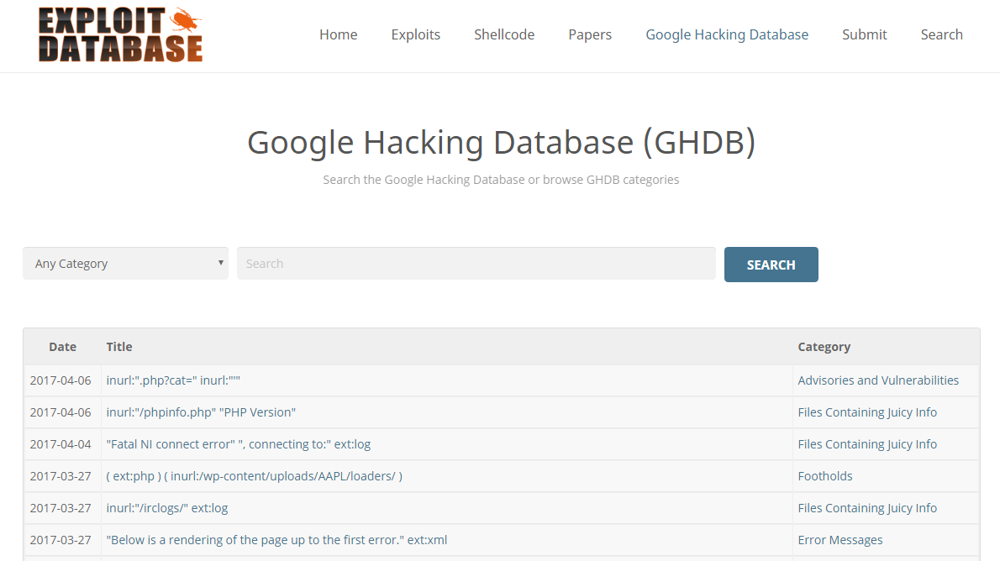 EXPLOIT
DATABASE
Home Exploits Shellcode Papers Google Hacking Database Submit Search
Google Hacking Database (GHDB)
Search the Google Hacking Database or browse GHDB categories
Any Category Search SEARCH
Date Title Category
2017-04-06 inurl:".php?cat=" inurl:"'" Advisories and Vulnerabilities
2017-04-06 inurl:"/phpinfo.php" "PHP Version" Files Containing Juicy Info
2017-04-04 "Fatal NI connect error" ", connecting to:" ext:log Files Containing Juicy Info
2017-03-27 ( ext:php ) ( inurl:/wp-content/uploads/AAPL/loaders/ ) Footholds
2017-03-27 inurl:"/irclogs/" ext:log Files Containing Juicy Info
2017-03-27 "Below is a rendering of the page up to the first error." ext:xml Error Messages